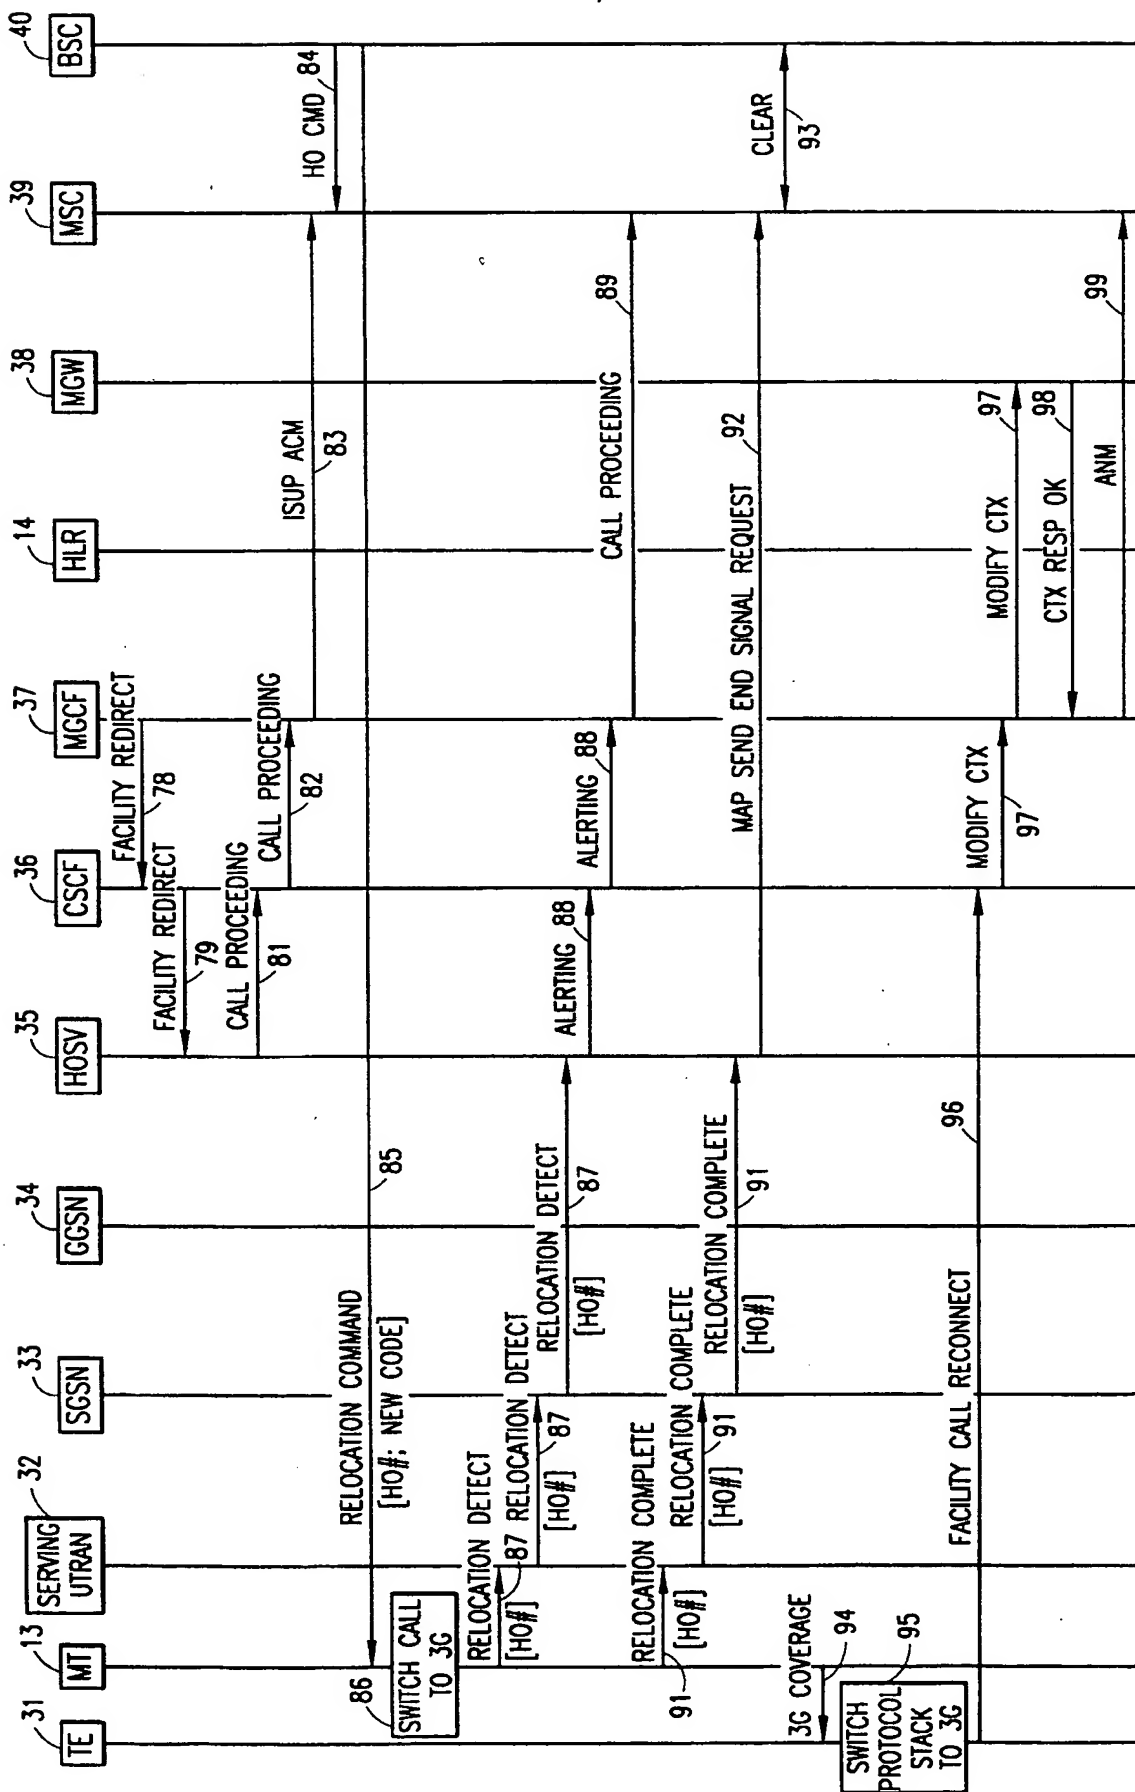 31
TE
13
MT
32
SERVING
UTRAN
33
SGSN
34
GGSN
35
HOSV
36
CSCF
37
MGCF
14
HLR
38
MGW
39
MSC
40
BSC
FACILITY REDIRECT
78
FACILITY REDIRECT
79
CALL PROCEEDING
81
CALL PROCEEDING
82
ISUP ACM
83
HO CMD
84
RELOCATION COMMAND
[HO#; NEW CODE]
85
86
SWITCH CALL
TO 3G
RELOCATION DETECT
87
[HO#]
RELOCATION DETECT
87
[HO#]
RELOCATION DETECT
87
[HO#]
ALERTING 88
ALERTING 88
CALL PROCEEDING
89
RELOCATION COMPLETE
[HO#]
91
RELOCATION COMPLETE
91
[HO#]
RELOCATION COMPLETE
91
[HO#]
MAP SEND END SIGNAL REQUEST
92
CLEAR
93
3G COVERAGE
94
95
SWITCH
PROTOCOL
STACK
TO 3G
FACILITY CALL RECONNECT
96
MODIFY CTX
97
MODIFY CTX
97
CTX RESP OK
98
ANM
99